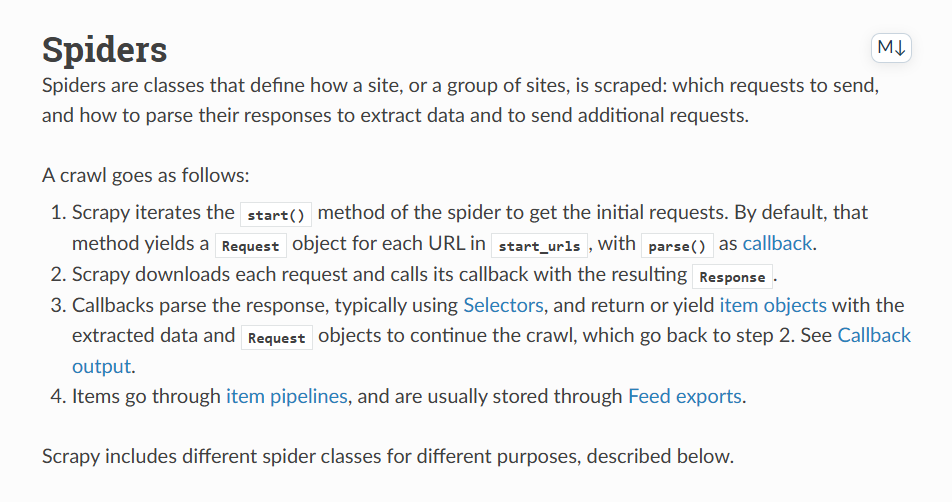 Spiders
M↓
Spiders are classes that define how a site, or a group of sites, is scraped: which requests to send,
and how to parse their responses to extract data and to send additional requests.
A crawl goes as follows:
1. Scrapy iterates the start() method of the spider to get the initial requests. By default, that
method yields a Request object for each URL in start_urls, with parse() as callback.
2. Scrapy downloads each request and calls its callback with the resulting Response.
3. Callbacks parse the response, typically using Selectors, and return or yield item objects with the
extracted data and Request objects to continue the crawl, which go back to step 2. See Callback
output.
4. Items go through item pipelines, and are usually stored through Feed exports.
Scrapy includes different spider classes for different purposes, described below.